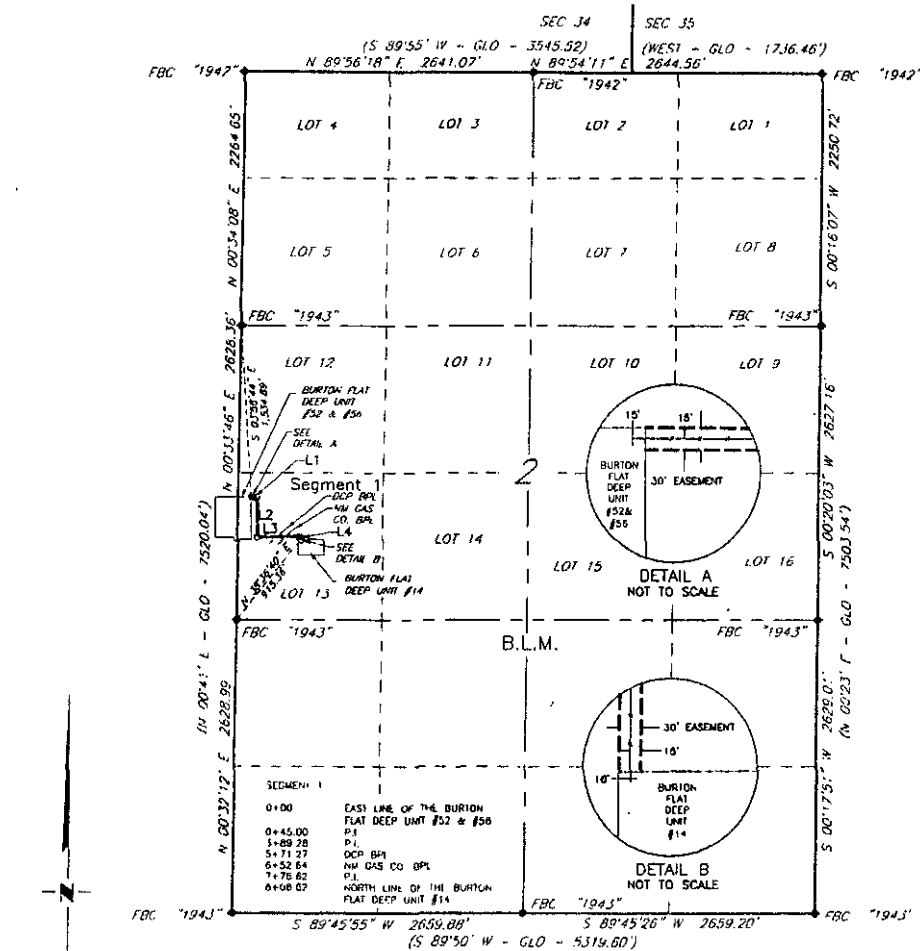 SEC 34
SEC 35
(S 89°55' W - GLO - 3545.52)
(WEST - GLO - 1736.46')
N 89°56'18" E 2641.07'
N 89°54'11" E 2644.56'
FBC "1942"
FBC "1942"
FBC "1942"
LOT 4
LOT 3
LOT 2
LOT 1
N 00°34'08" E 2264.65'
S 00°16'07" W 2250.72'
LOT 5
LOT 6
LOT 7
LOT 8
FBC "1943"
FBC "1943"
LOT 12
LOT 11
LOT 10
LOT 9
N 00°33'46" E 2628.36'
S 03°56'44" E
1,534.89'
BURTON FLAT
DEEP UNIT
#52 & #56
SEE
DETAIL A
L1
Segment 1
DCP BPL
NM GAS
CO. BPL
L2
L3
L4
SEE
DETAIL B
BURTON FLAT
DEEP UNIT #14
915.36'
LOT 13
LOT 14
LOT 15
LOT 16
2
15'
15'
BURTON
FLAT
DEEP
UNIT
#52&
#56
30' EASEMENT
DETAIL A
NOT TO SCALE
S 00°20'03" W 2627.16'
(N 00°41' E - GLO - 7520.04')
(N 00°23' E - GLO - 7503.54')
FBC "1943"
FBC "1943"
B.L.M.
N 00°32'12" E 2628.99
S 00°17'51" W 2629.01'
30' EASEMENT
BURTON
FLAT
DEEP
UNIT
#14
DETAIL B
NOT TO SCALE
SEGMENT 1
0+00 EAST LINE OF THE BURTON
FLAT DEEP UNIT #52 & #56
0+45.00 P.I.
3+89.28 P.I.
5+71.27 DCP BPL
6+52.64 NM GAS CO BPL
7+76.62 P.I.
8+08.02 NORTH LINE OF THE BURTON
FLAT DEEP UNIT #14
N
FBC "1943"
FBC "1943"
FBC "1943"
S 89°45'55" W 2659.68'
S 89°45'26" W 2659.20'
(S 89°50' W - GLO - 5319.60')